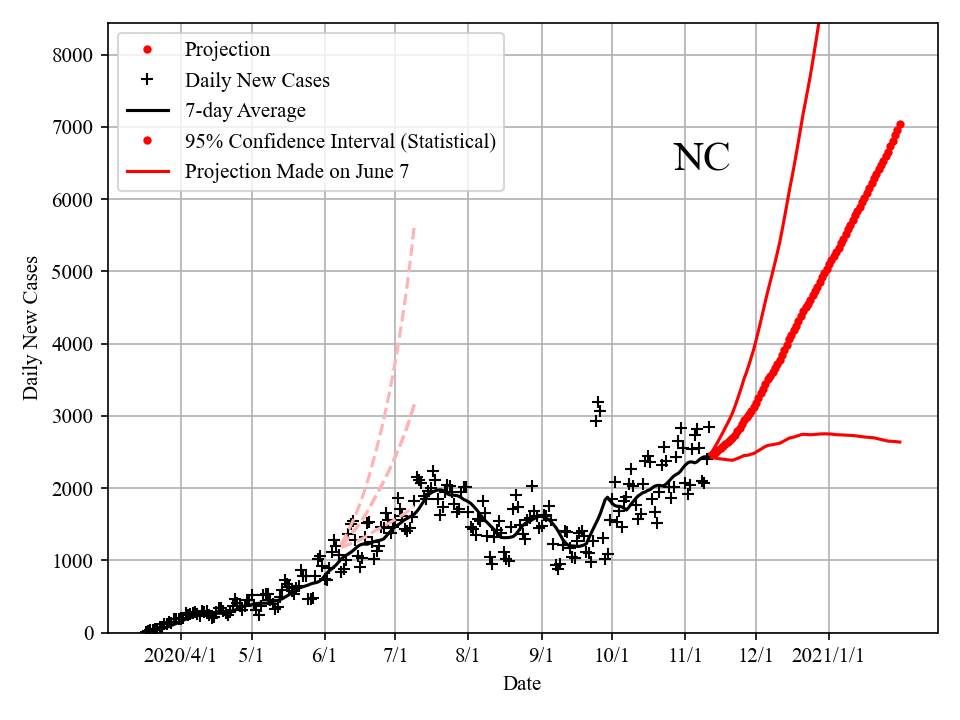 Projection
Daily New Cases
7-day Average
95% Confidence Interval (Statistical)
Projection Made on June 7
NC
8000
7000
6000
5000
4000
3000
2000
1000
0
Daily New Cases
2020/4/1 5/1 6/1 7/1 8/1 9/1 10/1 11/1 12/1 2021/1/1
Date